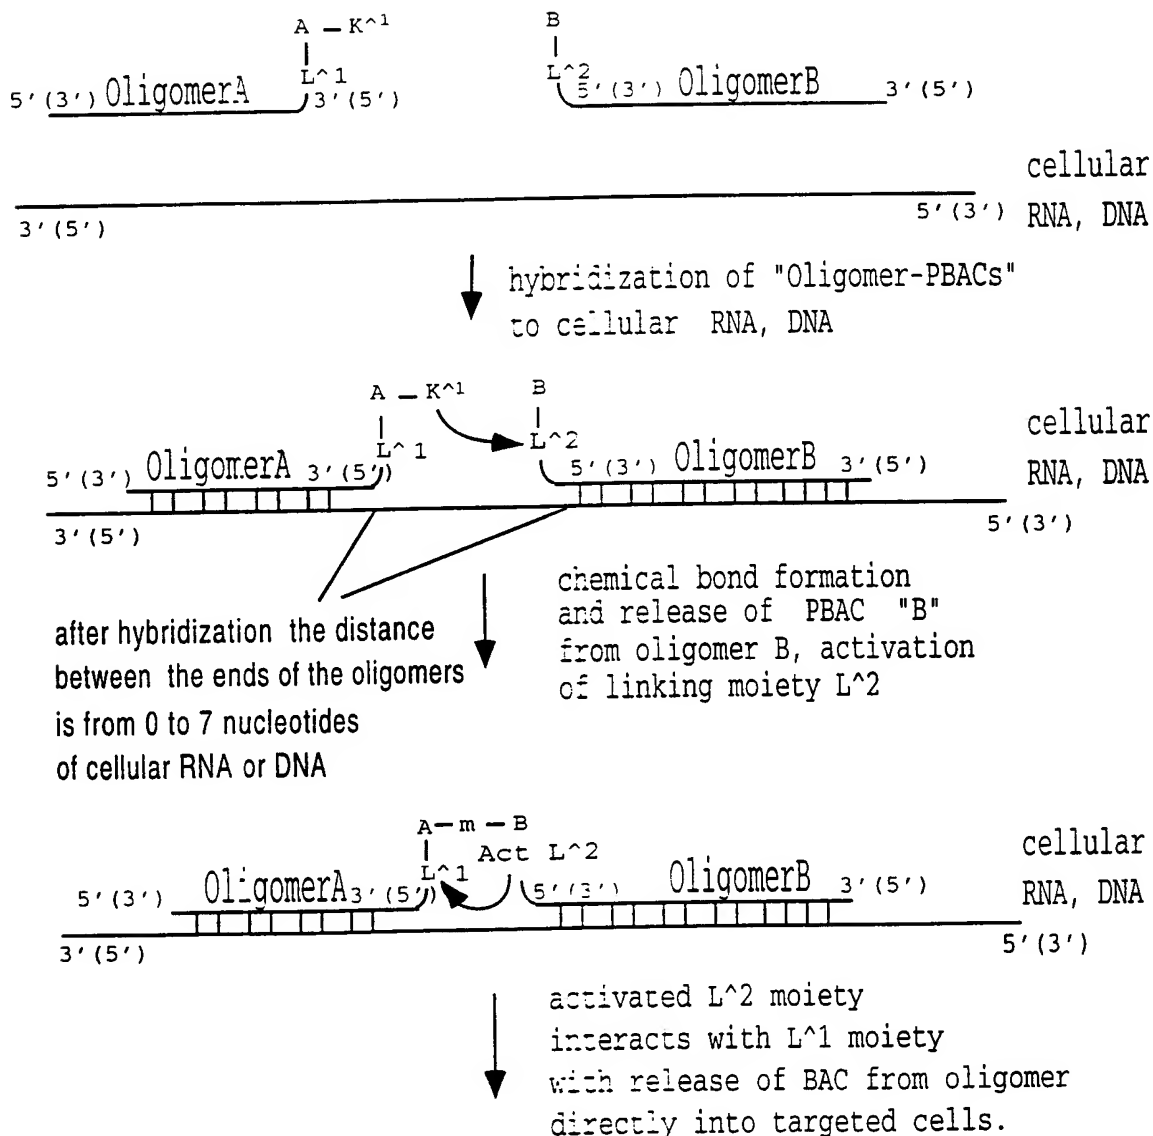 A – K^1
B
L^1
L^2
5'(3') OligomerA 3'(5')
5'(3') OligomerB 3'(5')
cellular
RNA, DNA
3'(5')
5'(3')
hybridization of "Oligomer-PBACs"
to cellular RNA, DNA
A – K^1
B
L^1
L^2
5'(3') OligomerA 3'(5')
5'(3') OligomerB 3'(5')
cellular
RNA, DNA
3'(5')
5'(3')
after hybridization the distance
between the ends of the oligomers
is from 0 to 7 nucleotides
of cellular RNA or DNA
chemical bond formation
and release of PBAC "B"
from oligomer B, activation
of linking moiety L^2
A – m – B
L^1
Act L^2
5'(3') OligomerA 3'(5')
5'(3') OligomerB 3'(5')
cellular
RNA, DNA
3'(5')
5'(3')
activated L^2 moiety
interacts with L^1 moiety
with release of BAC from oligomer
directly into targeted cells.